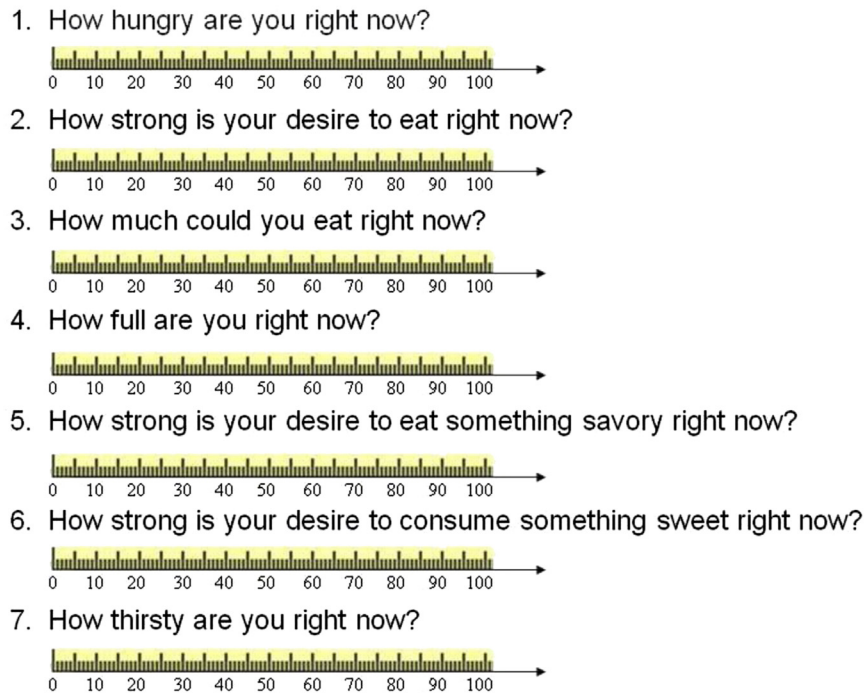 1. How hungry are you right now?
0 10 20 30 40 50 60 70 80 90 100
2. How strong is your desire to eat right now?
0 10 20 30 40 50 60 70 80 90 100
3. How much could you eat right now?
0 10 20 30 40 50 60 70 80 90 100
4. How full are you right now?
0 10 20 30 40 50 60 70 80 90 100
5. How strong is your desire to eat something savory right now?
0 10 20 30 40 50 60 70 80 90 100
6. How strong is your desire to consume something sweet right now?
0 10 20 30 40 50 60 70 80 90 100
7. How thirsty are you right now?
0 10 20 30 40 50 60 70 80 90 100